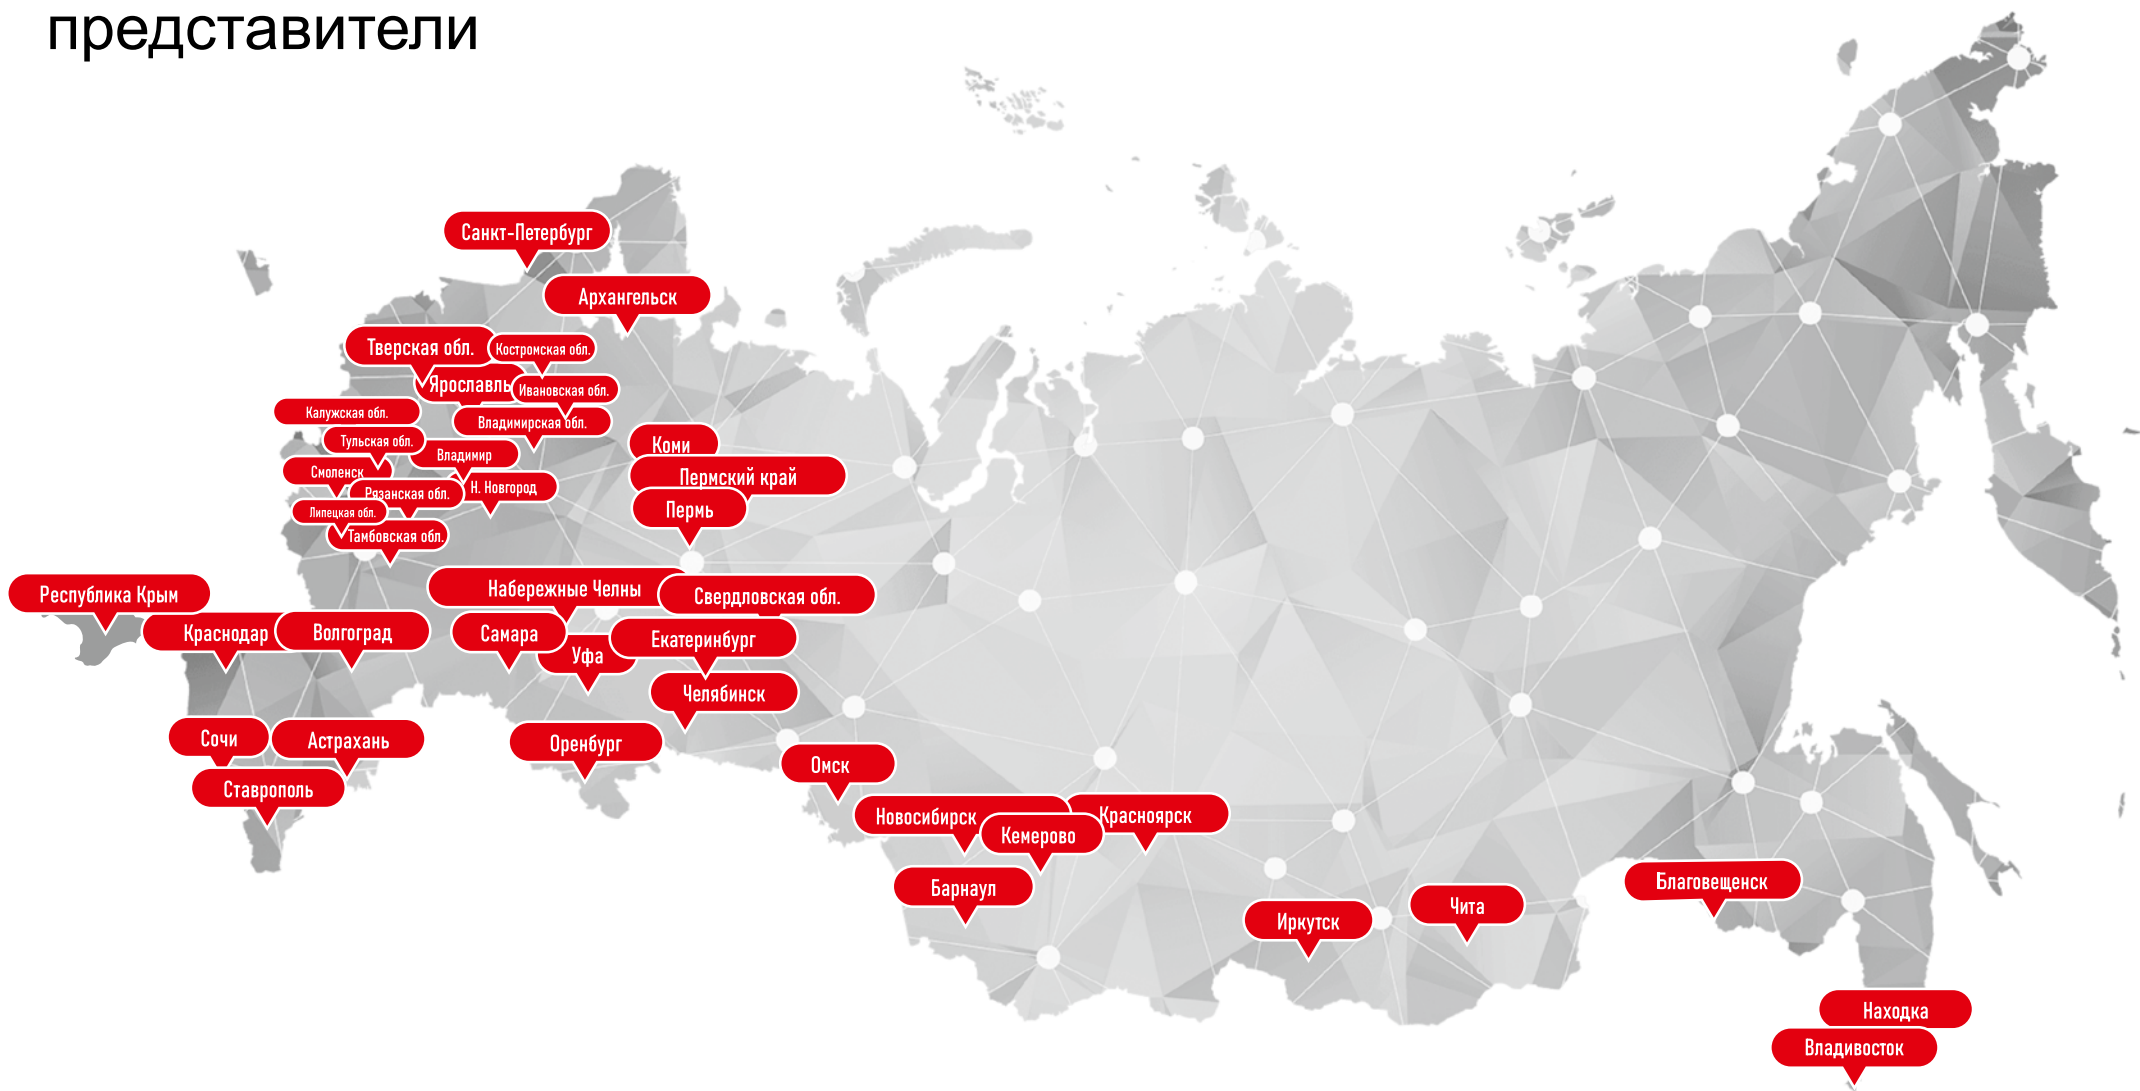 представители
Санкт-Петербург
Архангельск
Тверская обл.
Костромская обл.
Ярославль
Ивановская обл.
Калужская обл.
Владимирская обл.
Тульская обл.
Владимир
Коми
Смоленск
Пермский край
Рязанская обл.
Н. Новгород
Липецкая обл.
Пермь
Тамбовская обл.
Республика Крым
Набережные Челны
Свердловская обл.
Краснодар
Волгоград
Самара
Екатеринбург
Уфа
Челябинск
Сочи
Астрахань
Оренбург
Омск
Ставрополь
Новосибирск
Красноярск
Кемерово
Барнаул
Благовещенск
Чита
Иркутск
Находка
Владивосток